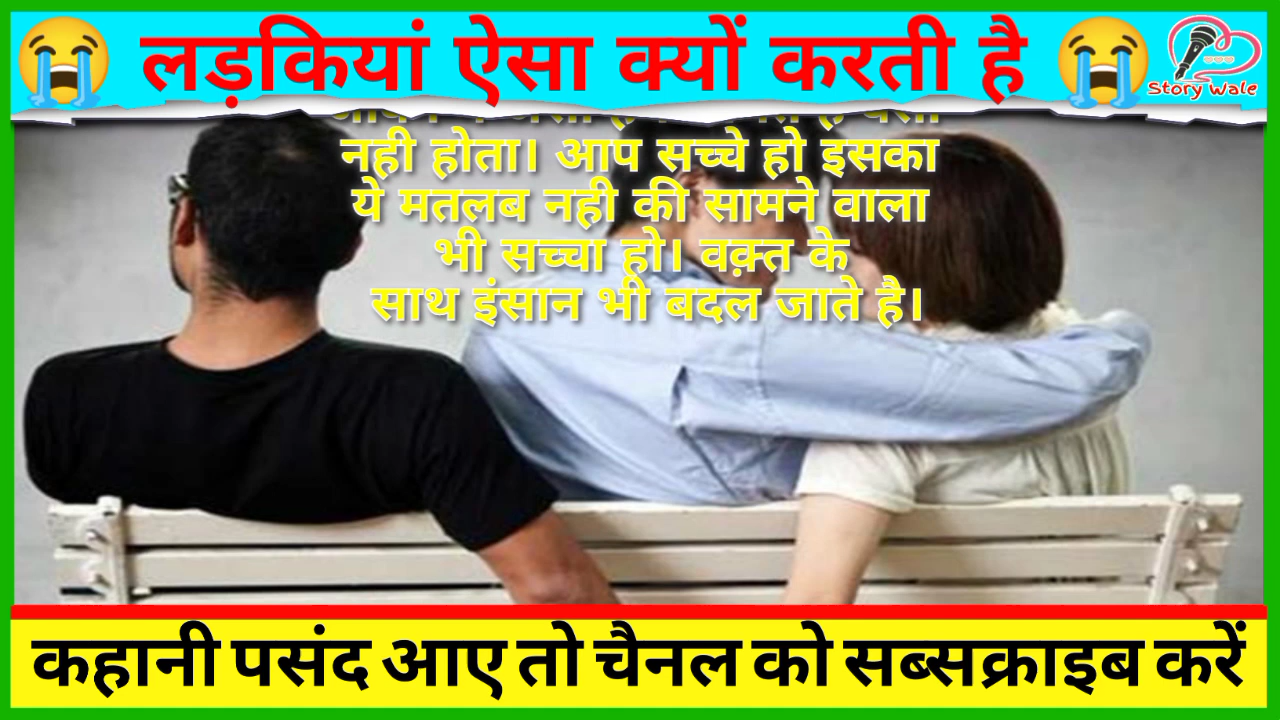 लड़कियां ऐसा क्यों करती है
Story Wale
नही होता। आप सच्चे हो इसका
ये मतलब नही की सामने वाला
भी सच्चा हो। वक़्त के
साथ इंसान भी बदल जाते है।
कहानी पसंद आए तो चैनल को सब्सक्राइब करें